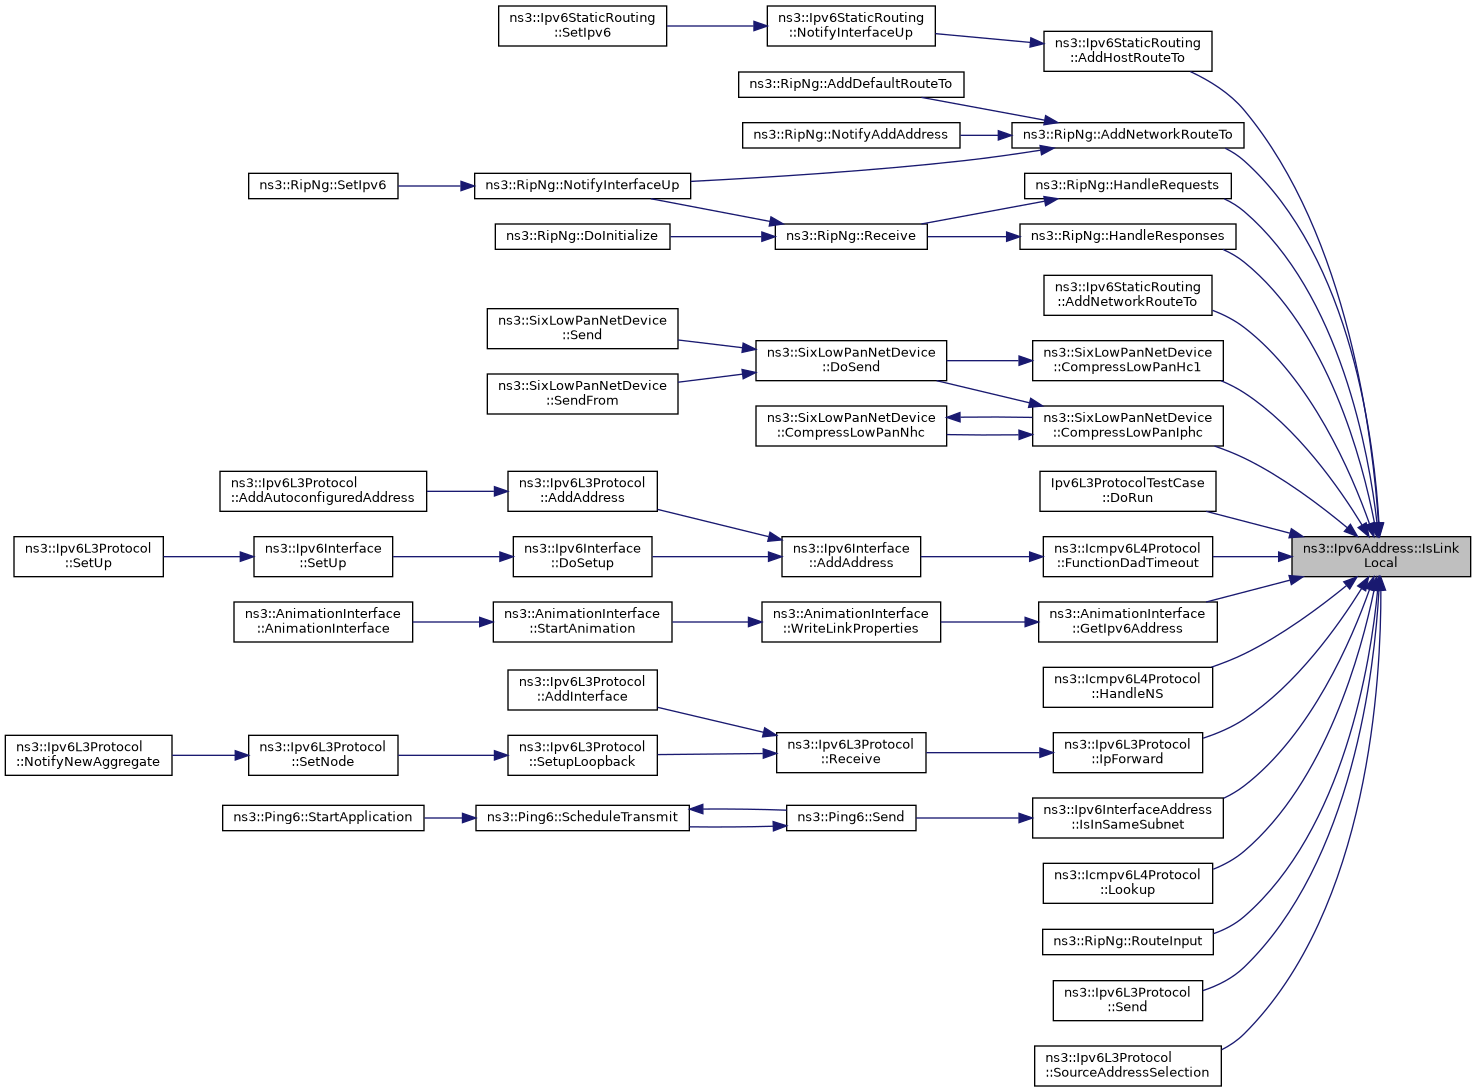 ns3::Ipv6StaticRouting
::SetIpv6
ns3::Ipv6StaticRouting
::NotifyInterfaceUp
ns3::Ipv6StaticRouting
::AddHostRouteTo
ns3::RipNg::AddDefaultRouteTo
ns3::RipNg::NotifyAddAddress
ns3::RipNg::AddNetworkRouteTo
ns3::RipNg::SetIpv6
ns3::RipNg::NotifyInterfaceUp
ns3::RipNg::HandleRequests
ns3::RipNg::DoInitialize
ns3::RipNg::Receive
ns3::RipNg::HandleResponses
ns3::Ipv6StaticRouting
::AddNetworkRouteTo
ns3::SixLowPanNetDevice
::Send
ns3::SixLowPanNetDevice
::DoSend
ns3::SixLowPanNetDevice
::CompressLowPanHc1
ns3::SixLowPanNetDevice
::SendFrom
ns3::SixLowPanNetDevice
::CompressLowPanNhc
ns3::SixLowPanNetDevice
::CompressLowPanIphc
ns3::Ipv6L3Protocol
::AddAutoconfiguredAddress
ns3::Ipv6L3Protocol
::AddAddress
Ipv6L3ProtocolTestCase
::DoRun
ns3::Ipv6L3Protocol
::SetUp
ns3::Ipv6Interface
::SetUp
ns3::Ipv6Interface
::DoSetup
ns3::Ipv6Interface
::AddAddress
ns3::Icmpv6L4Protocol
::FunctionDadTimeout
ns3::Ipv6Address::IsLink
Local
ns3::AnimationInterface
::AnimationInterface
ns3::AnimationInterface
::StartAnimation
ns3::AnimationInterface
::WriteLinkProperties
ns3::AnimationInterface
::GetIpv6Address
ns3::Icmpv6L4Protocol
::HandleNS
ns3::Ipv6L3Protocol
::AddInterface
ns3::Ipv6L3Protocol
::NotifyNewAggregate
ns3::Ipv6L3Protocol
::SetNode
ns3::Ipv6L3Protocol
::SetupLoopback
ns3::Ipv6L3Protocol
::Receive
ns3::Ipv6L3Protocol
::IpForward
ns3::Ping6::StartApplication
ns3::Ping6::ScheduleTransmit
ns3::Ping6::Send
ns3::Ipv6InterfaceAddress
::IsInSameSubnet
ns3::Icmpv6L4Protocol
::Lookup
ns3::RipNg::RouteInput
ns3::Ipv6L3Protocol
::Send
ns3::Ipv6L3Protocol
::SourceAddressSelection